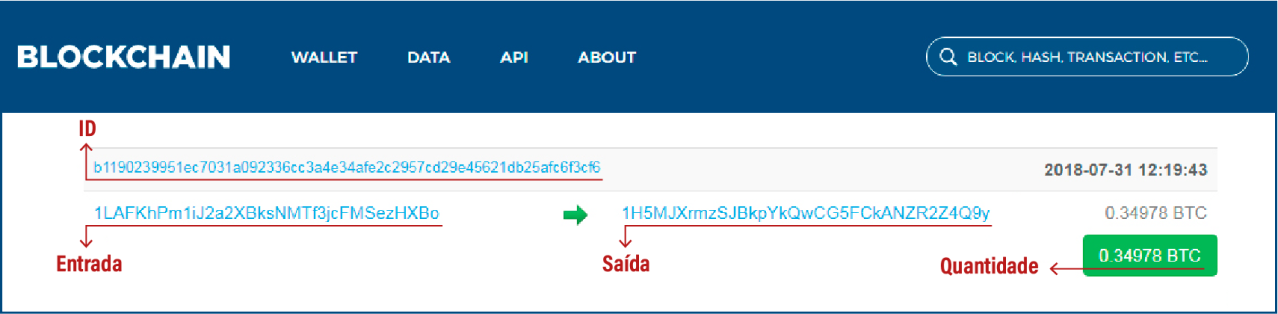 BLOCKCHAIN WALLET DATA API ABOUT BLOCK, HASH, TRANSACTION, ETC...
ID
b1190239951ec7031a092336cc3a4e34afe2c2957cd29e45621db25afc6f3cf6 2018-07-31 12:19:43
1LAFKhPm1iJ2a2XBksNMTf3jcFMSezHXBo 1H5MJXrmzSJBkpYkQwCG5FCkANZR2Z4Q9y 0.34978 BTC
0.34978 BTC
Entrada Saída Quantidade